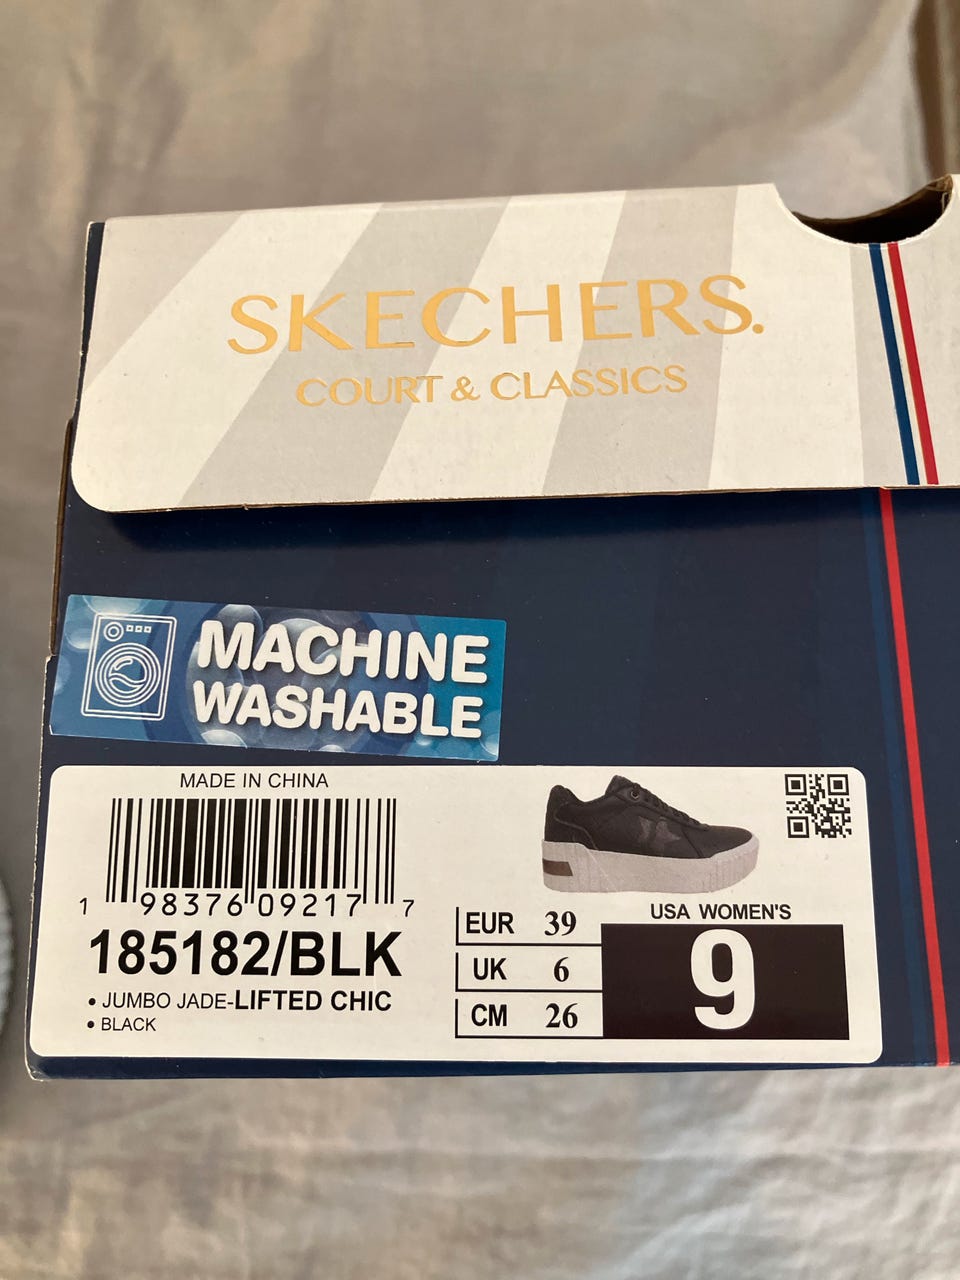 SKECHERS.
COURT & CLASSICS
MACHINE
WASHABLE
MADE IN CHINA
1 98376 09217 7
185182/BLK
• JUMBO JADE-LIFTED CHIC
• BLACK
EUR 39
UK 6
CM 26
USA WOMEN'S
9